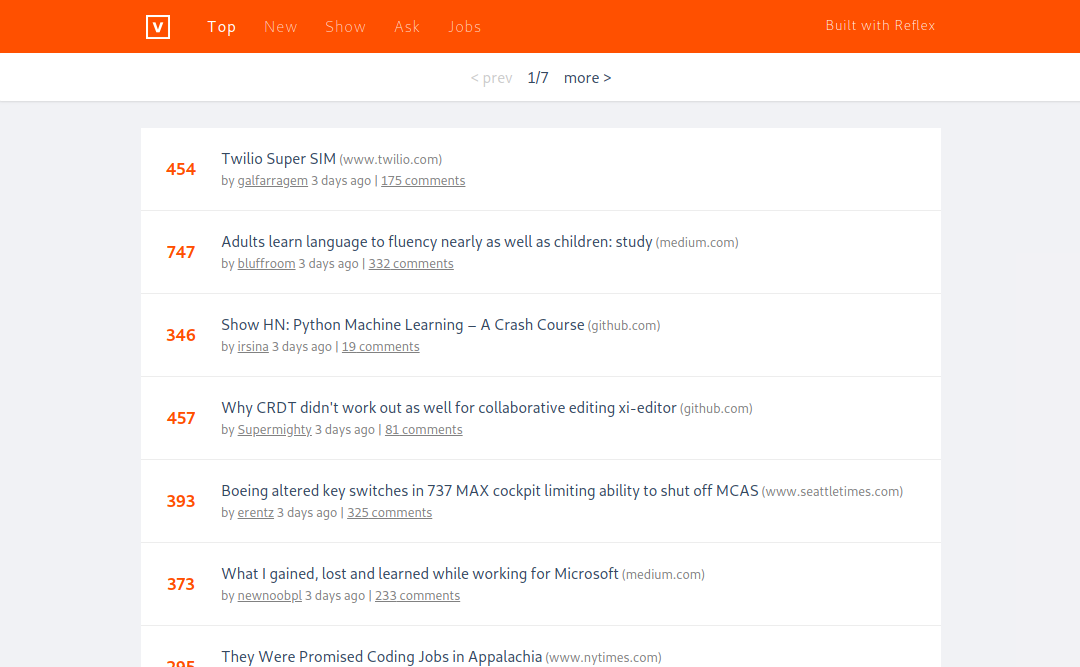 V Top New Show Ask Jobs Built with Reflex
< prev 1/7 more >
454
Twilio Super SIM (www.twilio.com)
by galfarragem 3 days ago | 175 comments
747
Adults learn language to fluency nearly as well as children: study (medium.com)
by bluffroom 3 days ago | 332 comments
346
Show HN: Python Machine Learning – A Crash Course (github.com)
by irsina 3 days ago | 19 comments
457
Why CRDT didn't work out as well for collaborative editing xi-editor (github.com)
by Supermighty 3 days ago | 81 comments
393
Boeing altered key switches in 737 MAX cockpit limiting ability to shut off MCAS (www.seattletimes.com)
by erentz 3 days ago | 325 comments
373
What I gained, lost and learned while working for Microsoft (medium.com)
by newnoobpl 3 days ago | 233 comments
295
They Were Promised Coding Jobs in Appalachia (www.nytimes.com)